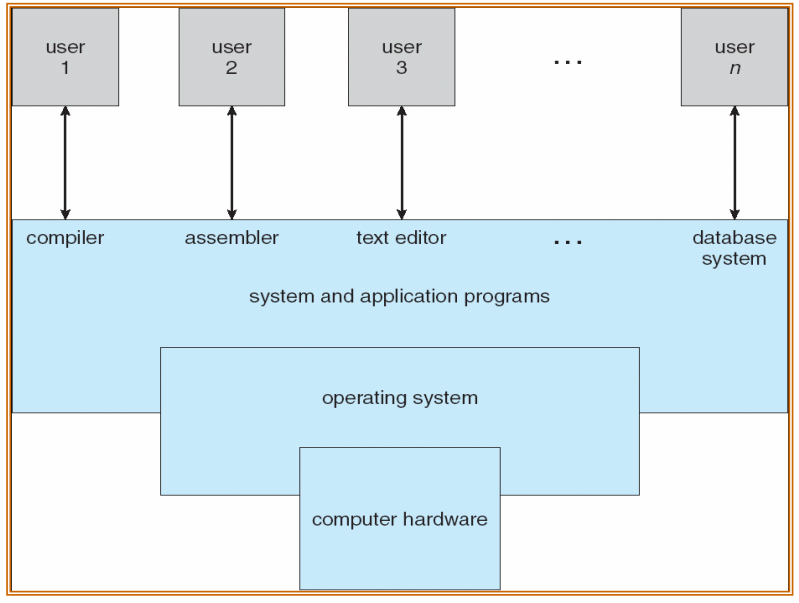 user
1
user
2
user
3
...
user
n
compiler
assembler
text editor
...
database
system
system and application programs
operating system
computer hardware